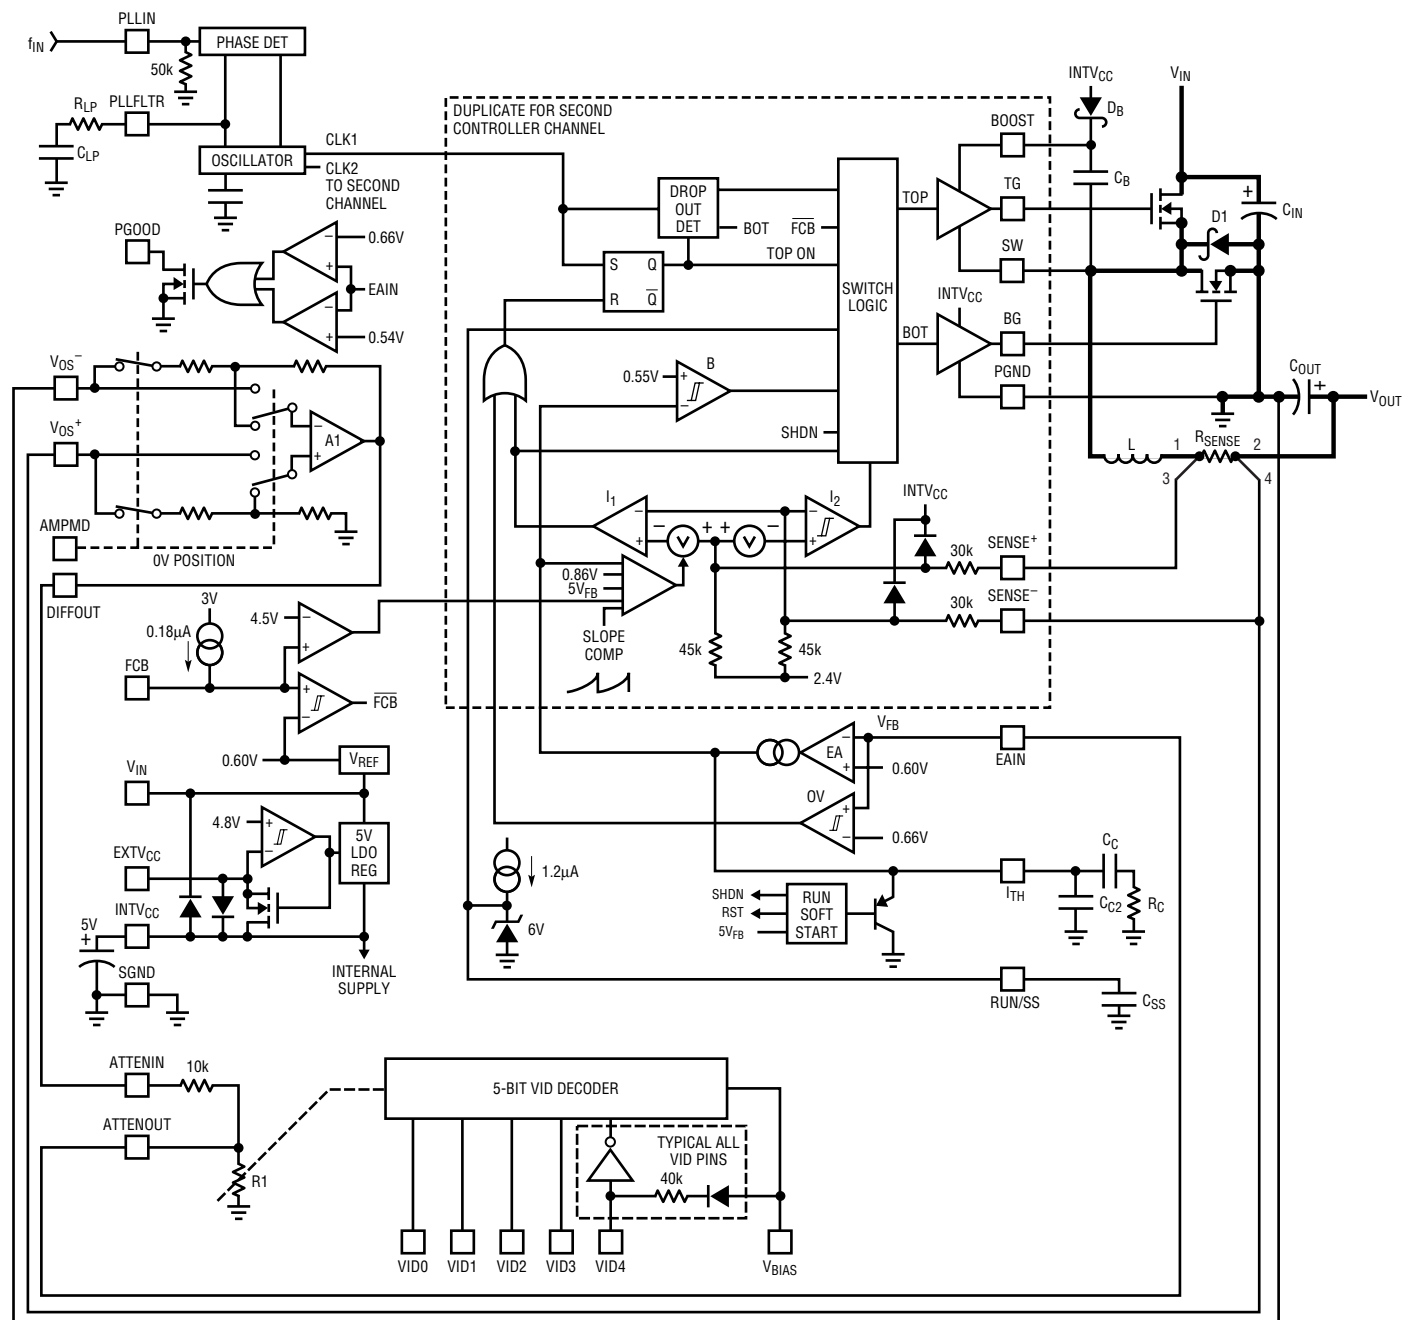 PLLIN
fIN
PHASE DET
50k
RLP
PLLFLTR
CLP
OSCILLATOR
CLK1
CLK2
TO SECOND
CHANNEL
PGOOD
−
0.66V
+
EAIN
−
+
0.54V
DUPLICATE FOR SECOND
CONTROLLER CHANNEL
DROP
OUT
DET
BOT
FCB
TOP ON
S
Q
R
Q
SWITCH
LOGIC
TOP
BOT
INTVCC
BOOST
TG
SW
BG
PGND
INTVCC
DB
CB
VIN
+
CIN
D1
COUT
+
VOUT
L
1
RSENSE
2
3
4
VOS−
VOS+
−
A1
+
AMPMD
0V POSITION
DIFFOUT
0.55V
+
B
−
SHDN
I1
−
+
−
+
+
−
I2
−
+
INTVCC
30k
SENSE+
30k
SENSE−
0.86V
5VFB
SLOPE
COMP
45k
45k
2.4V
3V
0.18µA
4.5V
−
+
FCB
+
−
FCB
0.60V
VREF
VIN
4.8V
+
−
5V
LDO
REG
EXTVCC
INTVCC
5V
+
SGND
INTERNAL
SUPPLY
VFB
−
EA
+
0.60V
EAIN
OV
+
−
0.66V
1.2µA
6V
SHDN
RST
5VFB
RUN
SOFT
START
ITH
CC
CC2
RC
RUN/SS
CSS
ATTENIN
10k
ATTENOUT
R1
5-BIT VID DECODER
TYPICAL ALL
VID PINS
40k
VID0
VID1
VID2
VID3
VID4
VBIAS